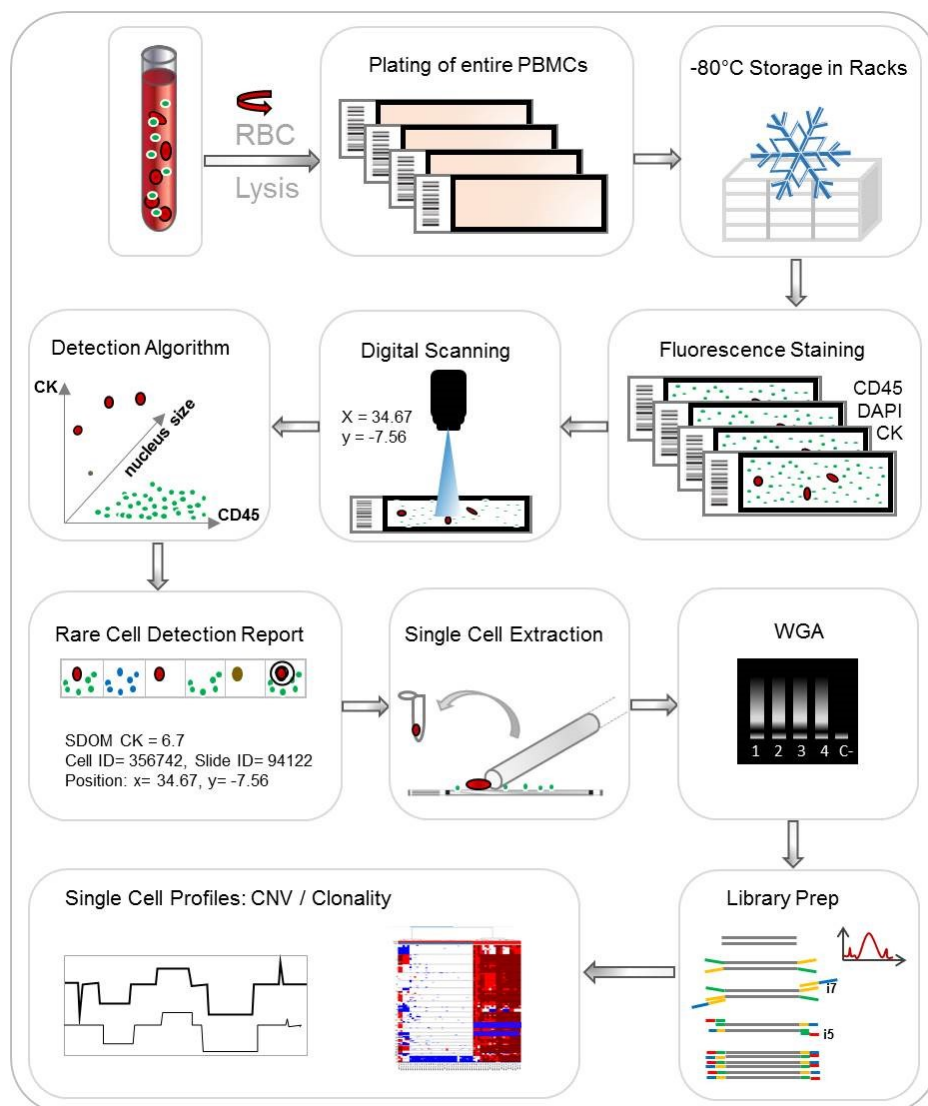 Plating of entire PBMCs
-80°C Storage in Racks
RBC
Lysis
Detection Algorithm
CK
nucleus size
CD45
Digital Scanning
X = 34.67
y = -7.56
Fluorescence Staining
CD45
DAPI
CK
Rare Cell Detection Report
SDOM CK = 6.7
Cell ID= 356742, Slide ID= 94122
Position: x= 34.67, y= -7.56
Single Cell Extraction
WGA
1 2 3 4 C-
Single Cell Profiles: CNV / Clonality
Library Prep
i7
i5